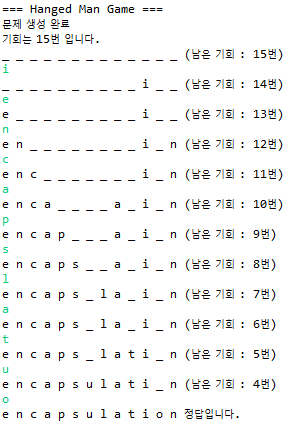 === Hanged Man Game ===
문제 생성 완료
기회는 15번 입니다.
_ _ _ _ _ _ _ _ _ _ _ _ _ (남은 기회 : 15번)
i
_ _ _ _ _ _ _ _ _ _ i _ _ (남은 기회 : 14번)
e
e _ _ _ _ _ _ _ _ _ i _ _ (남은 기회 : 13번)
n
e n _ _ _ _ _ _ _ _ i _ n (남은 기회 : 12번)
c
e n c _ _ _ _ _ _ _ i _ n (남은 기회 : 11번)
a
e n c a _ _ _ _ a _ i _ n (남은 기회 : 10번)
p
e n c a p _ _ _ a _ i _ n (남은 기회 : 9번)
s
e n c a p s _ _ a _ i _ n (남은 기회 : 8번)
l
e n c a p s _ l a _ i _ n (남은 기회 : 7번)
a
e n c a p s _ l a _ i _ n (남은 기회 : 6번)
t
e n c a p s _ l a t i _ n (남은 기회 : 5번)
u
e n c a p s u l a t i _ n (남은 기회 : 4번)
o
e n c a p s u l a t i o n 정답입니다.